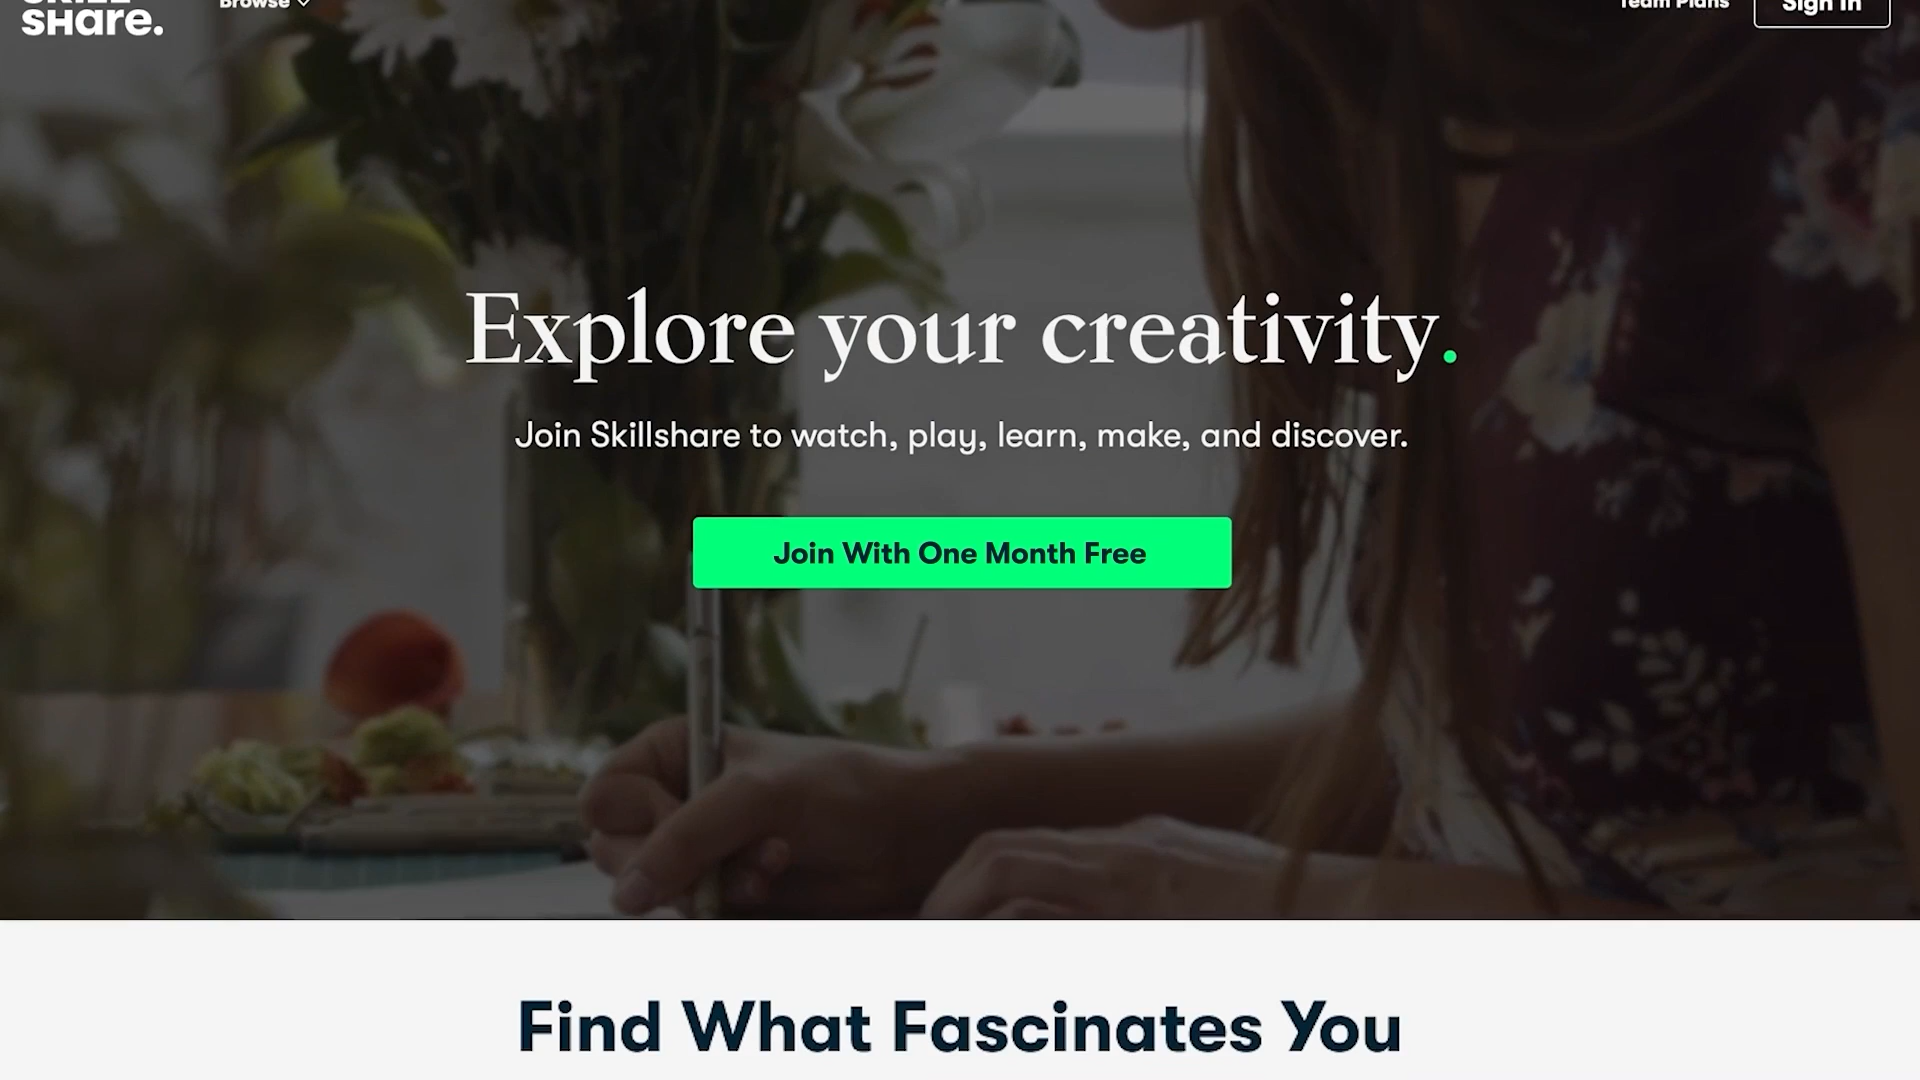 SKILL
SHare.
Browse
Team Plans
Sign In
Explore your creativity.
Join Skillshare to watch, play, learn, make, and discover.
Join With One Month Free
Find What Fascinates You